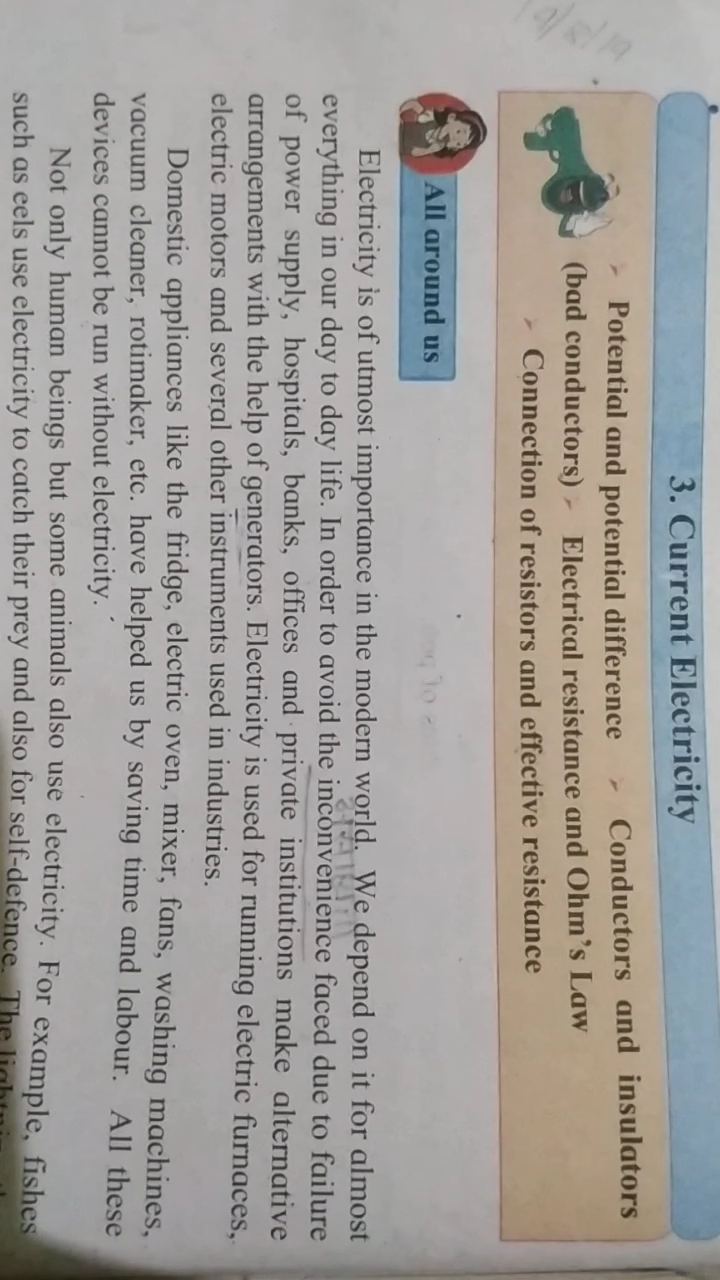 3. Current Electricity
➢ Potential and potential difference ➢ Conductors and insulators
(bad conductors) ➢ Electrical resistance and Ohm's Law
➢ Connection of resistors and effective resistance
All around us
Electricity is of utmost importance in the modern world. We depend on it for almost
everything in our day to day life. In order to avoid the inconvenience faced due to failure
of power supply, hospitals, banks, offices and private institutions make alternative
arrangements with the help of generators. Electricity is used for running electric furnaces,
electric motors and several other instruments used in industries.
Domestic appliances like the fridge, electric oven, mixer, fans, washing machines,
vacuum cleaner, rotimaker, etc. have helped us by saving time and labour. All these
devices cannot be run without electricity.
Not only human beings but some animals also use electricity. For example, fishes
such as eels use electricity to catch their prey and also for self-defence. The